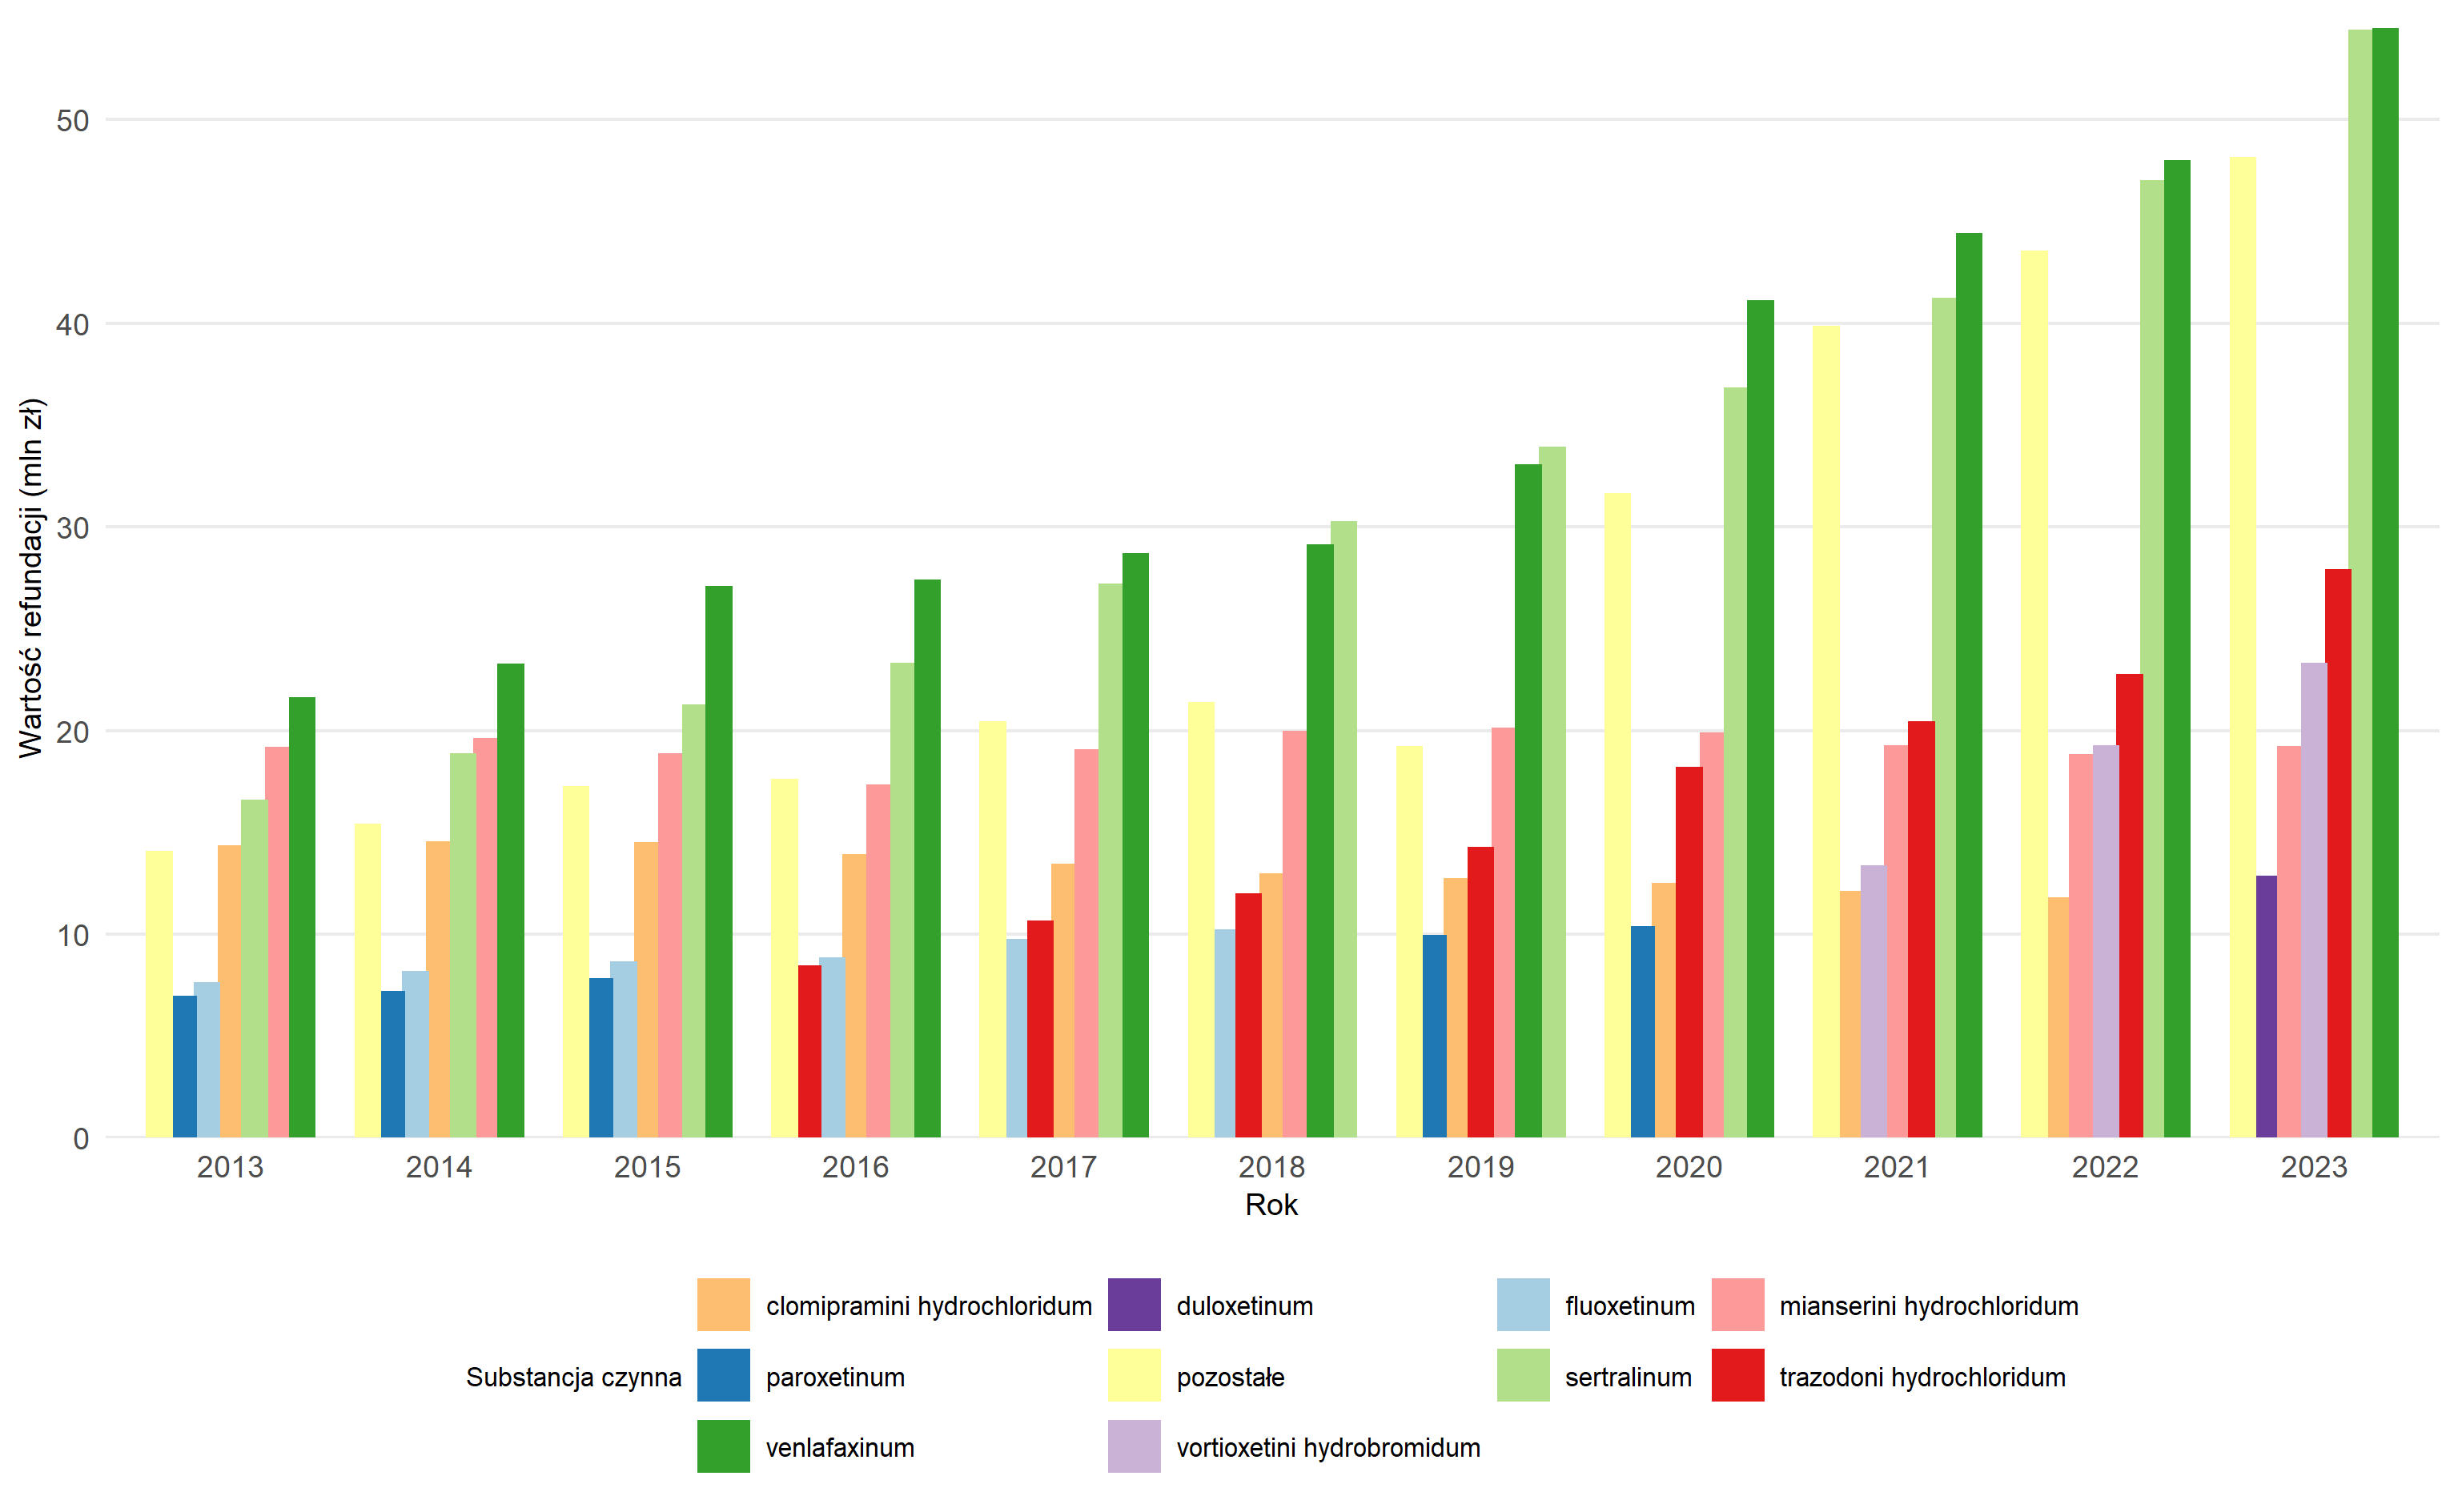 Wartość refundacji (mln zł)
50
40
30
20
10
0
2013 2014 2015 2016 2017 2018 2019 2020 2021 2022 2023
Rok
Substancja czynna
clomipramini hydrochloridum duloxetinum fluoxetinum mianserini hydrochloridum
paroxetinum pozostałe sertralinum trazodoni hydrochloridum
venlafaxinum vortioxetini hydrobromidum